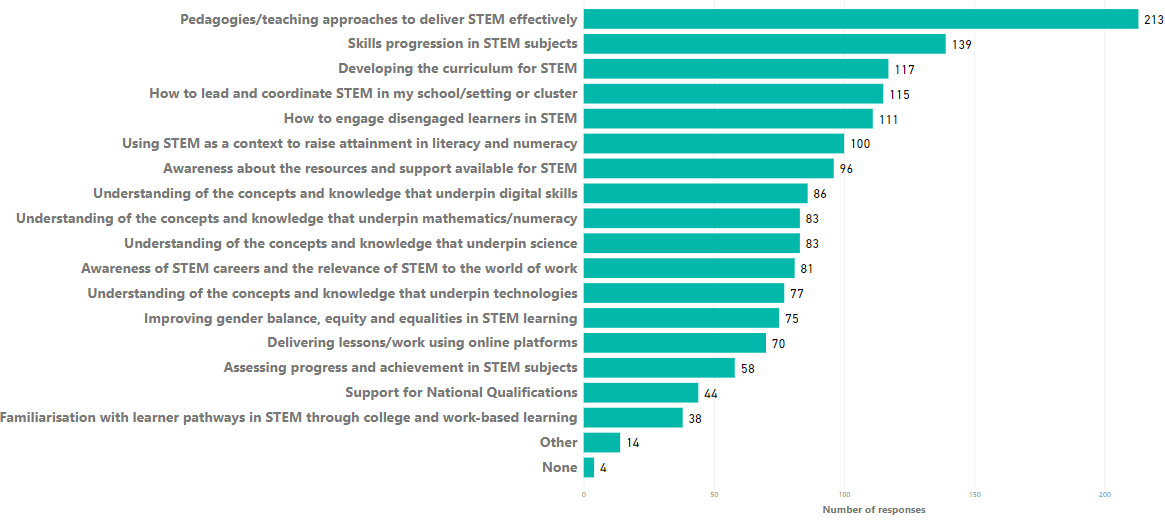 Pedagogies/teaching approaches to deliver STEM effectively 213
Skills progression in STEM subjects 139
Developing the curriculum for STEM 117
How to lead and coordinate STEM in my school/setting or cluster 115
How to engage disengaged learners in STEM 111
Using STEM as a context to raise attainment in literacy and numeracy 100
Awareness about the resources and support available for STEM 96
Understanding of the concepts and knowledge that underpin digital skills 86
Understanding of the concepts and knowledge that underpin mathematics/numeracy 83
Understanding of the concepts and knowledge that underpin science 83
Awareness of STEM careers and the relevance of STEM to the world of work 81
Understanding of the concepts and knowledge that underpin technologies 77
Improving gender balance, equity and equalities in STEM learning 75
Delivering lessons/work using online platforms 70
Assessing progress and achievement in STEM subjects 58
Support for National Qualifications 44
Familiarisation with learner pathways in STEM through college and work-based learning 38
Other 14
None 4
0 50 100 150 200
Number of responses